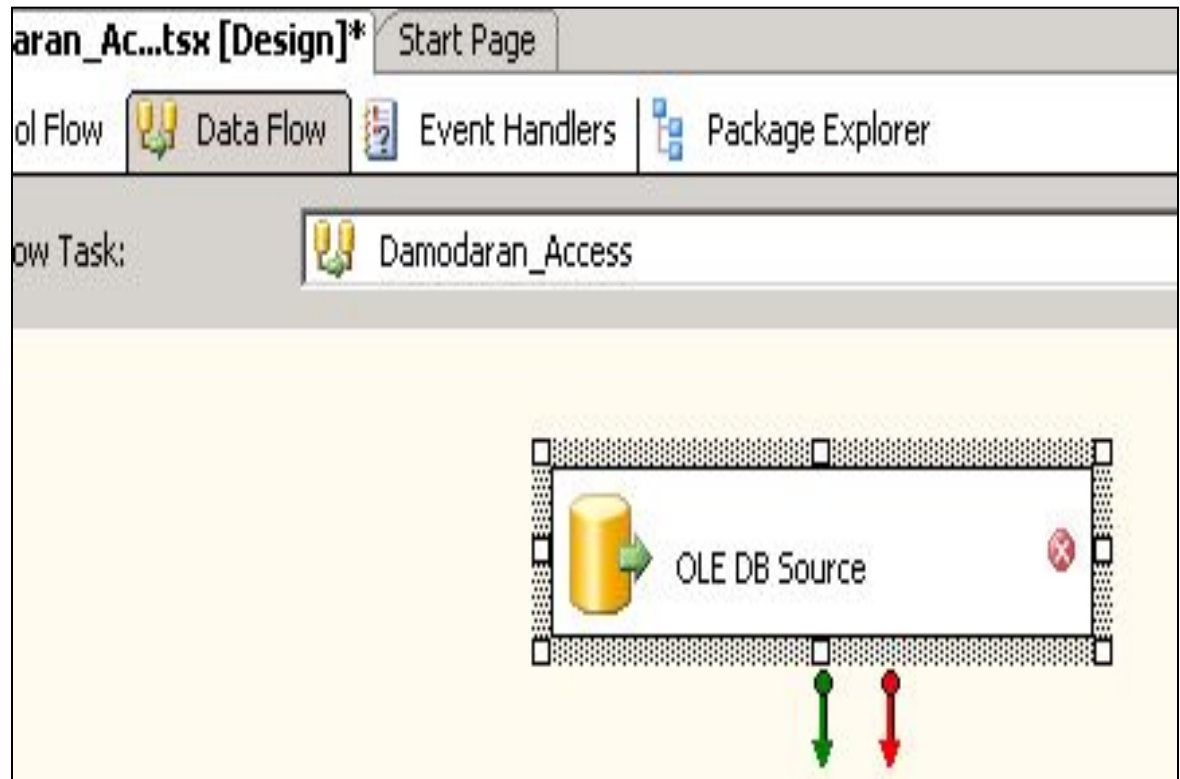 aran_Ac...tsx [Design]* Start Page
ol Flow Data Flow Event Handlers Package Explorer
ow Task: Damodaran_Access
OLE DB Source